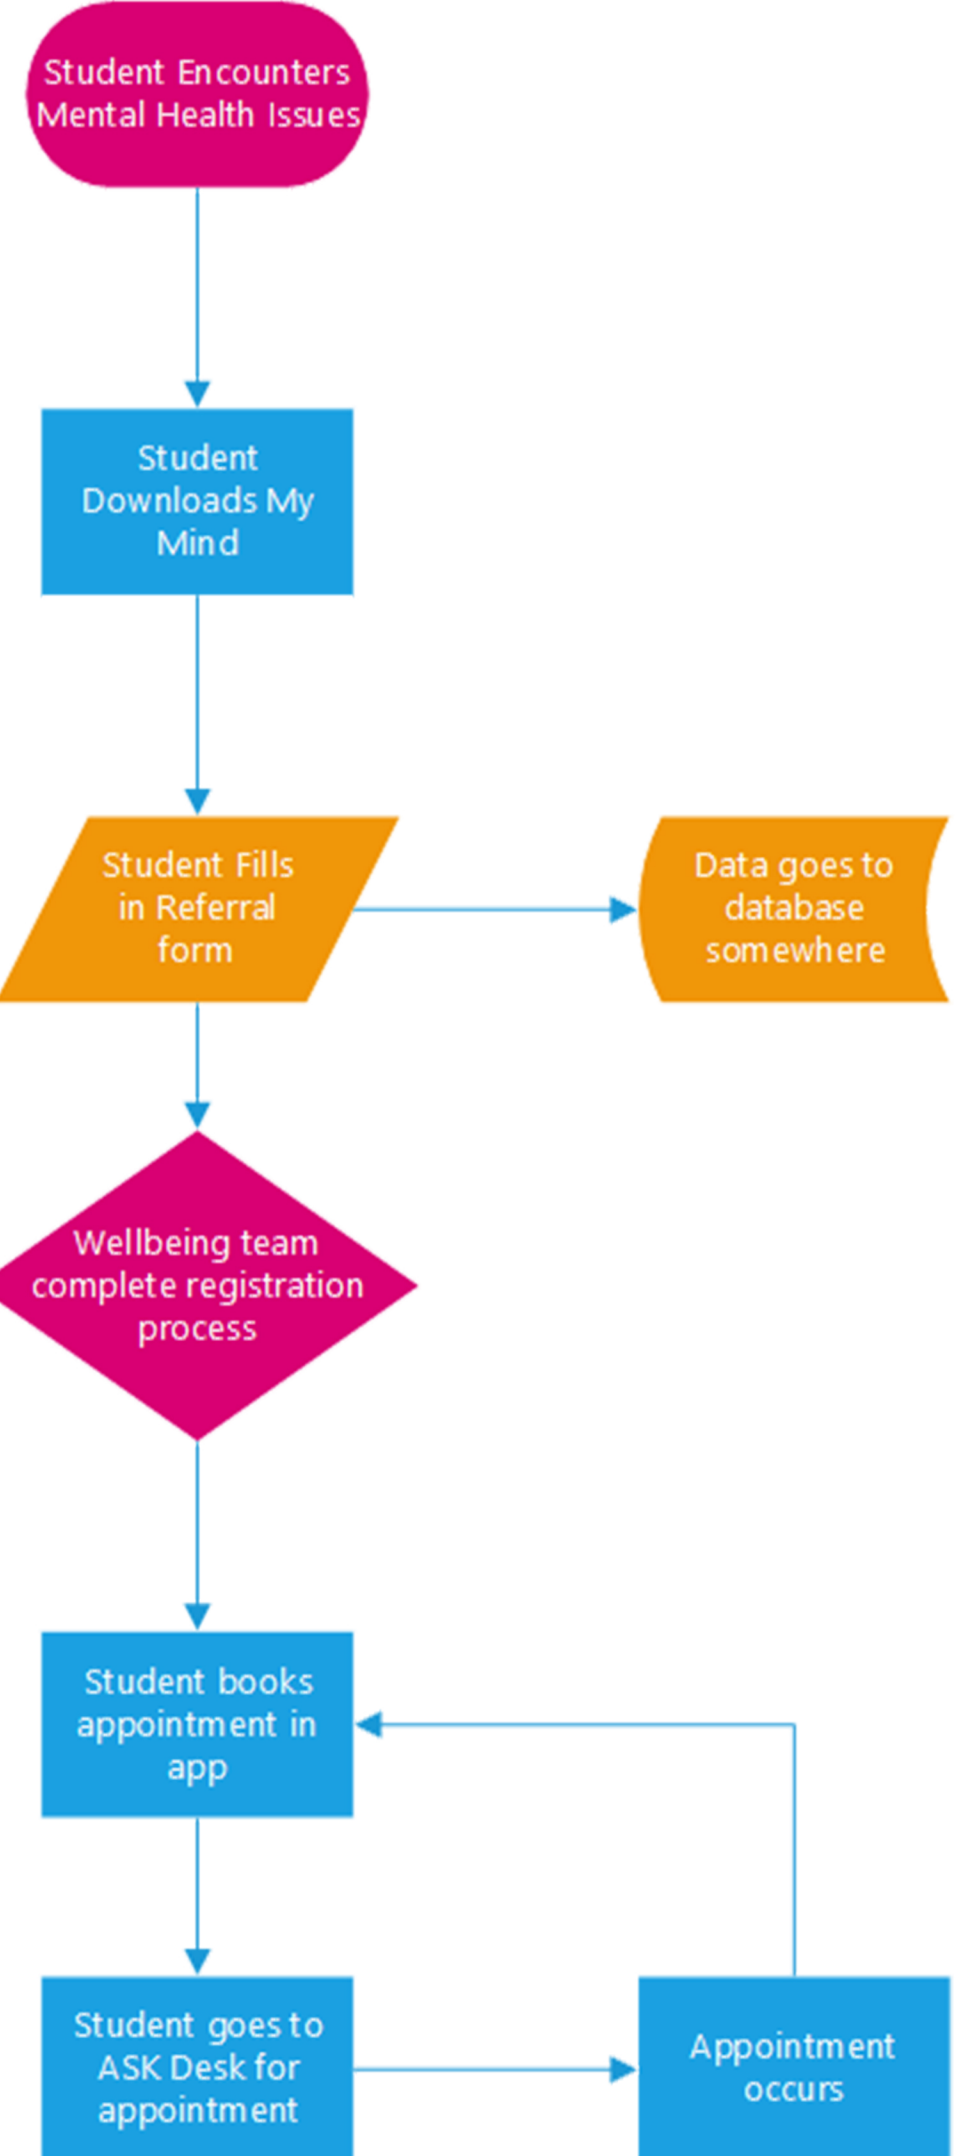 Student Encounters
Mental Health Issues
Student
Downloads My
Mind
Student Fills
in Referral
form
Data goes to
database
somewhere
Wellbeing team
complete registration
process
Student books
appointment in
app
Student goes to
ASK Desk for
appointment
Appointment
occurs